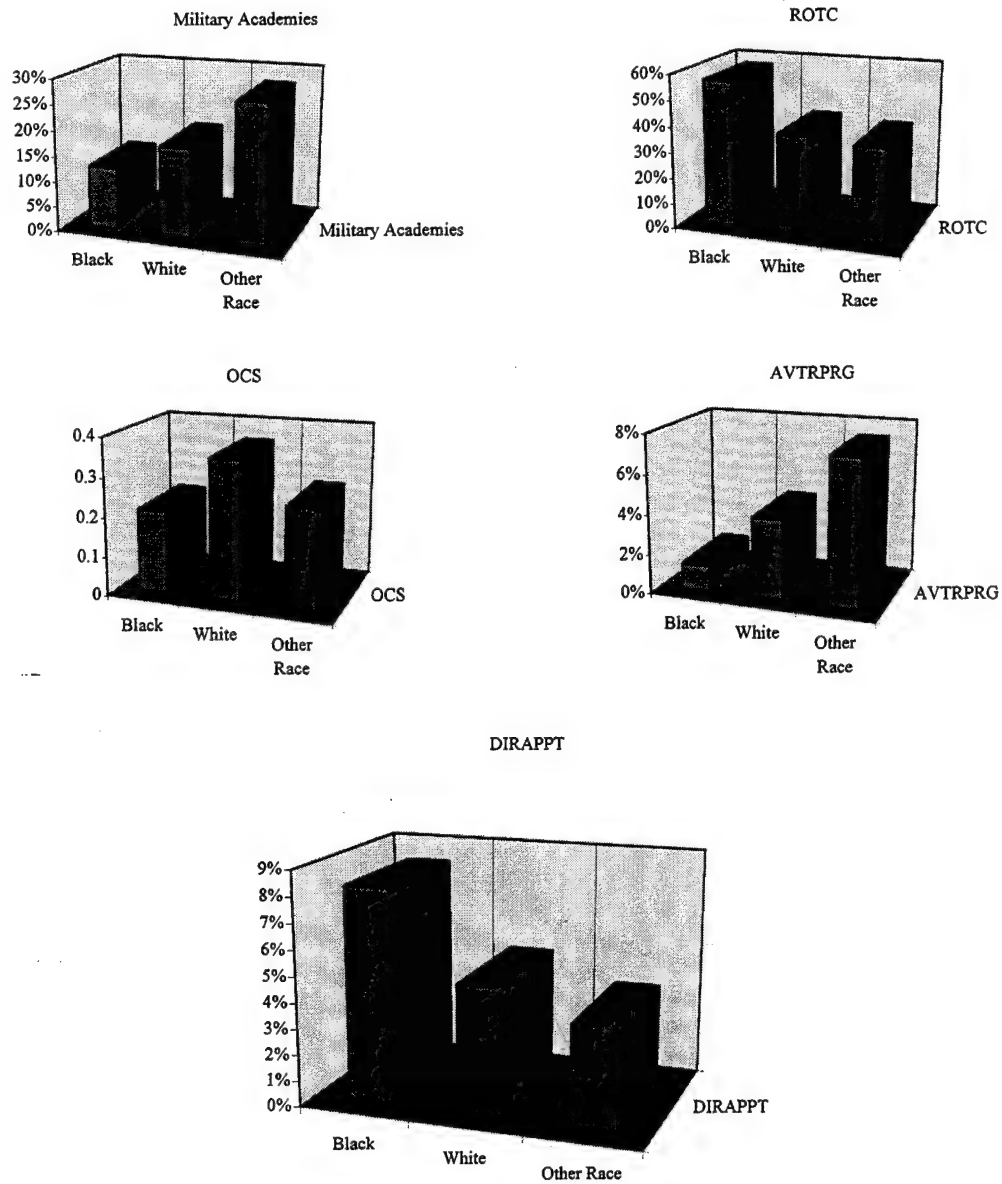 Military Academies
30%
25%
20%
15%
10%
5%
0%
Black
White
Other
Race
Military Academies
ROTC
60%
50%
40%
30%
20%
10%
0%
Black
White
Other
Race
ROTC
OCS
0.4
0.3
0.2
0.1
0
Black
White
Other
Race
OCS
AVTRPRG
8%
6%
4%
2%
0%
Black
White
Other
Race
AVTRPRG
DIRAPPT
9%
8%
7%
6%
5%
4%
3%
2%
1%
0%
Black
White
Other Race
DIRAPPT